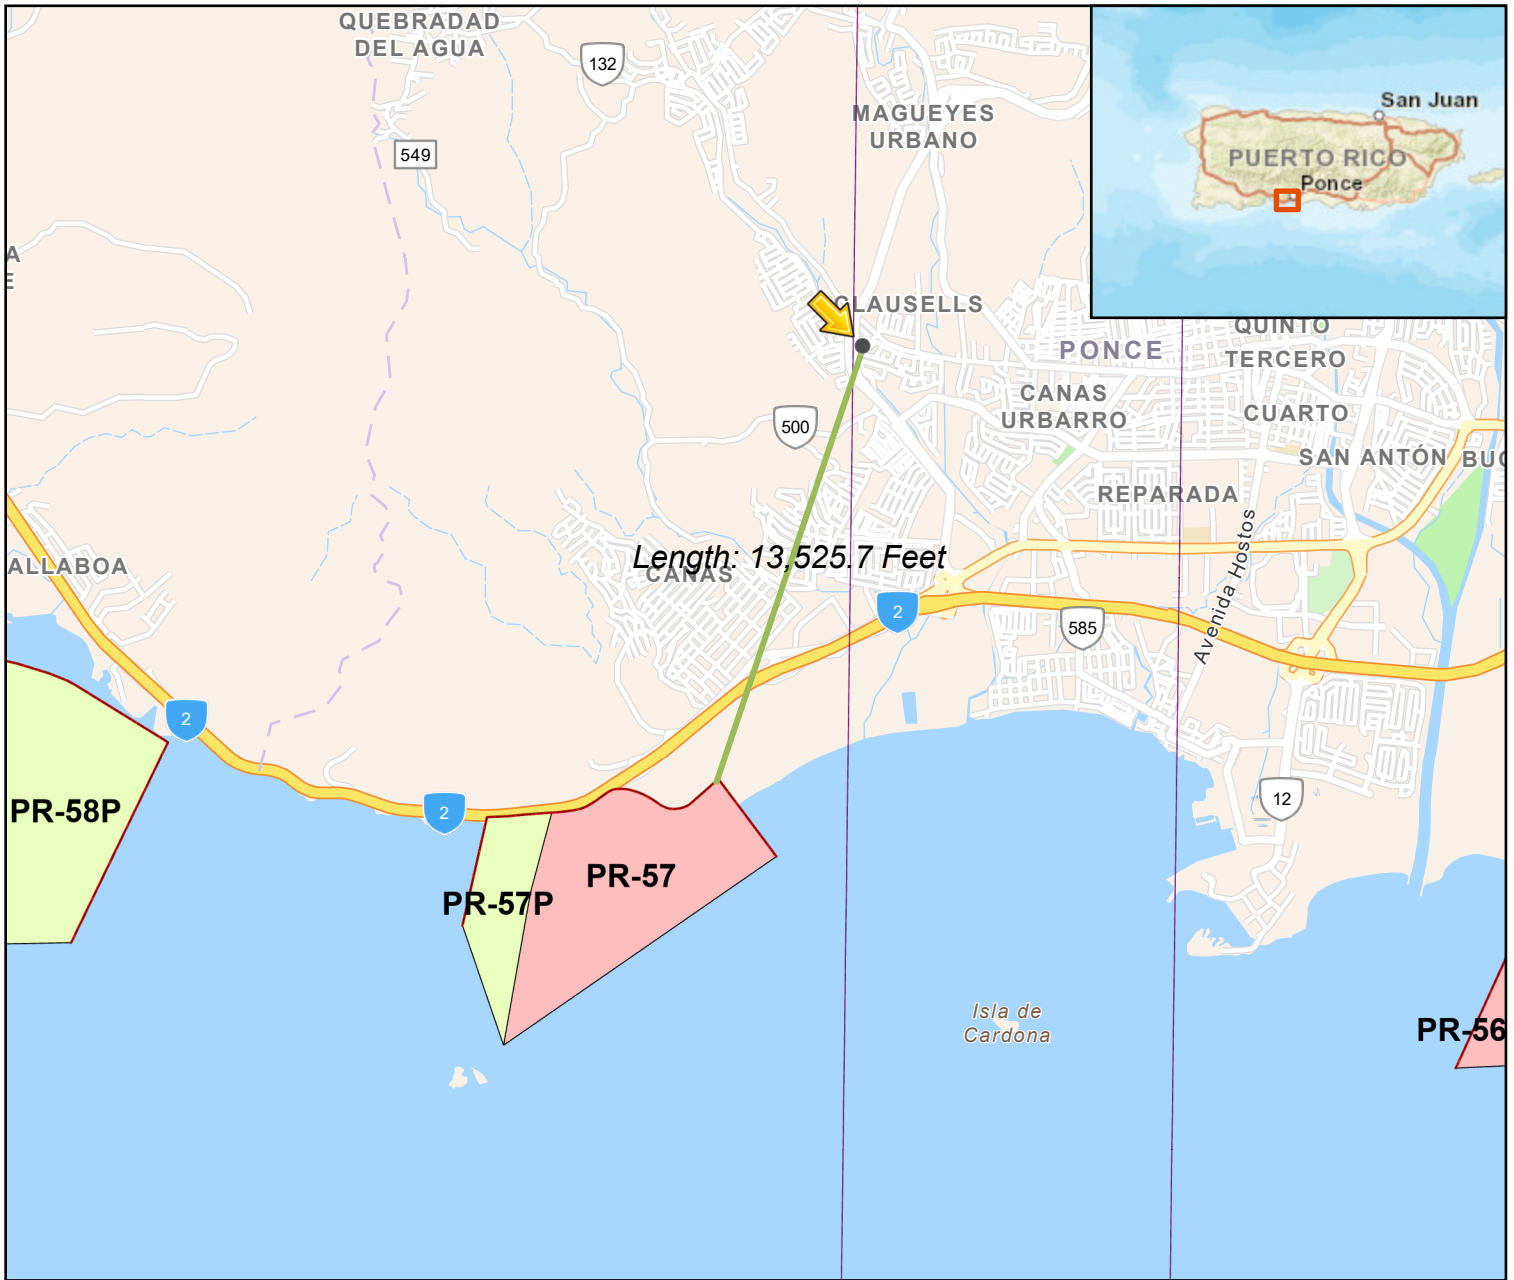 QUEBRADAD
DEL AGUA
132
549
MAGUEYES
URBANO
San Juan
PUERTO RICO
Ponce
A
E
CLAUSELLS
PONCE
QUINTO
TERCERO
CANAS
URBARRO
CUARTO
500
SAN ANTÓN
BUC
REPARADA
Avenida Hostos
Length: 13,525.7 Feet
CANAS
ALLABOA
2
585
2
2
12
PR-58P
PR-57
PR-57P
Isla de
Cardona
PR-56